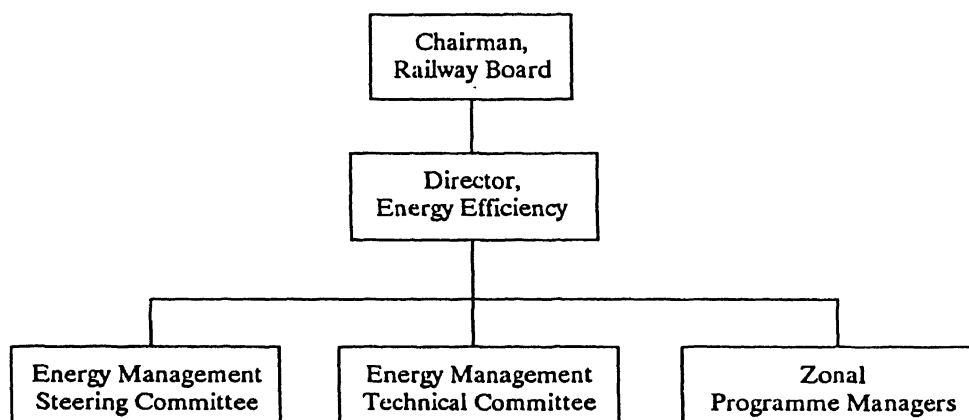 Chairman,
Railway Board
Director,
Energy Efficiency
Energy Management
Steering Committee
Energy Management
Technical Committee
Zonal
Programme Managers